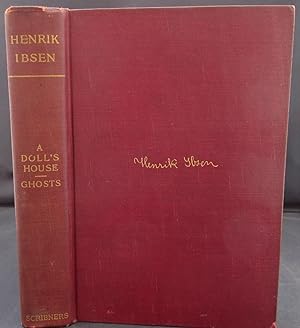 HENRIK
IBSEN
A
DOLL'S
HOUSE
GHOSTS
SCRIBNERS
Henrik Ibsen